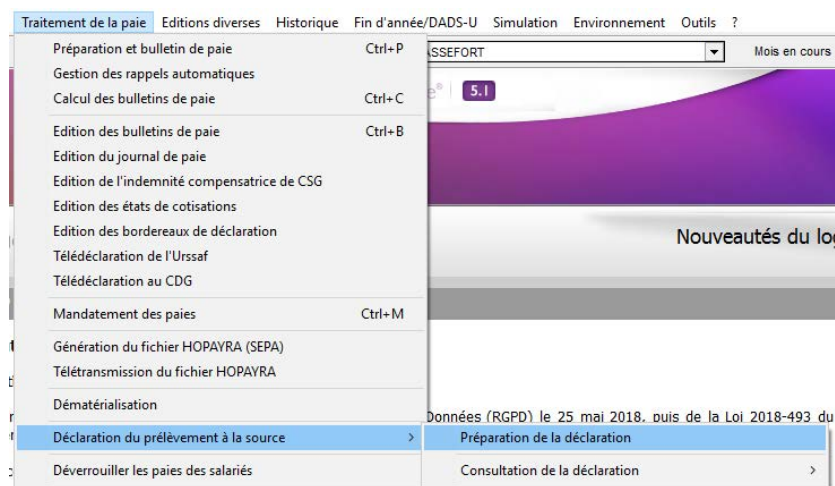 Traitement de la paie Editions diverses Historique Fin d'année/DADS-U Simulation Environnement Outils ?
Préparation et bulletin de paie Ctrl+P
ASSEFORT Mois en cours
Gestion des rappels automatiques
Calcul des bulletins de paie Ctrl+C
5.1
Edition des bulletins de paie Ctrl+B
Edition du journal de paie
Edition de l'indemnité compensatrice de CSG
Edition des états de cotisations
Edition des bordereaux de déclaration
Nouveautés du log
Télédéclaration de l'Urssaf
Télédéclaration au CDG
Mandatement des paies Ctrl+M
Génération du fichier HOPAYRA (SEPA)
Télétransmission du fichier HOPAYRA
Dématérialisation
Données (RGPD) le 25 mai 2018, puis de la Loi 2018-493 du
Déclaration du prélèvement à la source > Préparation de la déclaration
Déverrouiller les paies des salariés Consultation de la déclaration >